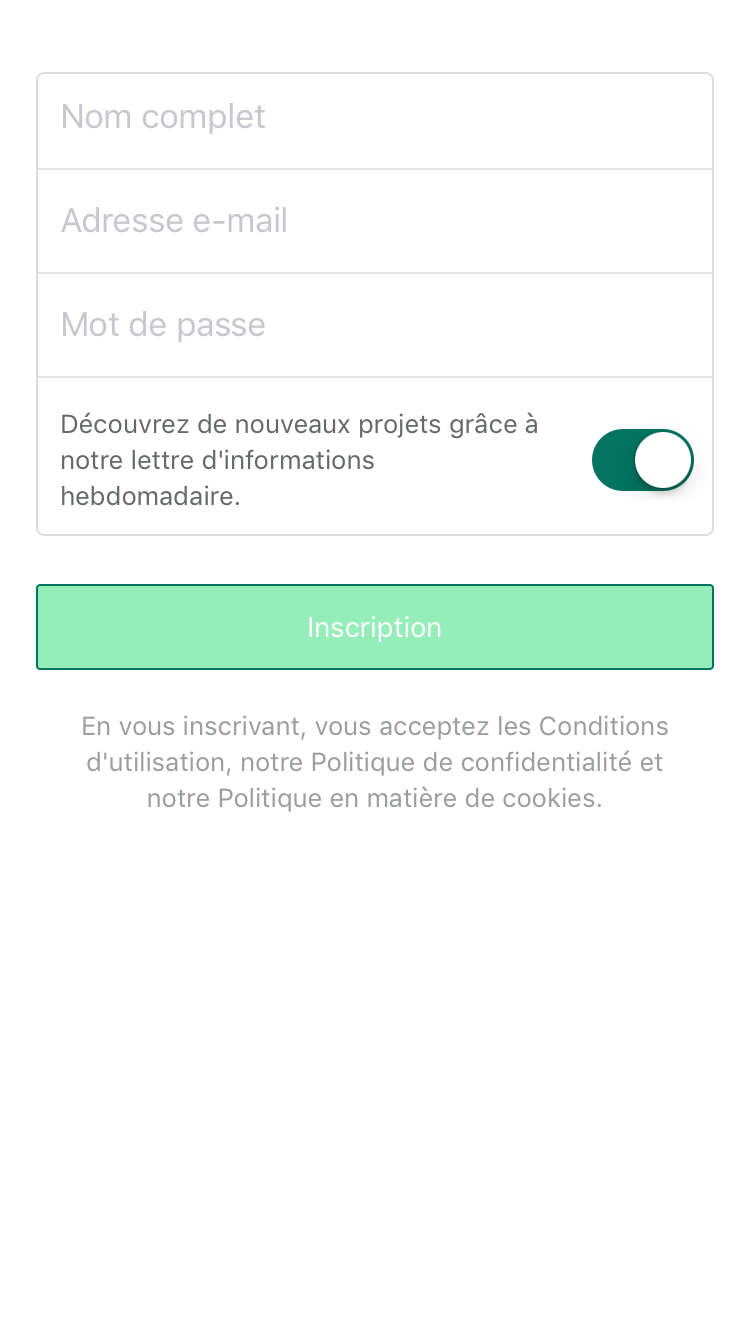 Nom complet
Adresse e-mail
Mot de passe
Découvrez de nouveaux projets grâce à
notre lettre d'informations
hebdomadaire.
Inscription
En vous inscrivant, vous acceptez les Conditions
d'utilisation, notre Politique de confidentialité et
notre Politique en matière de cookies.